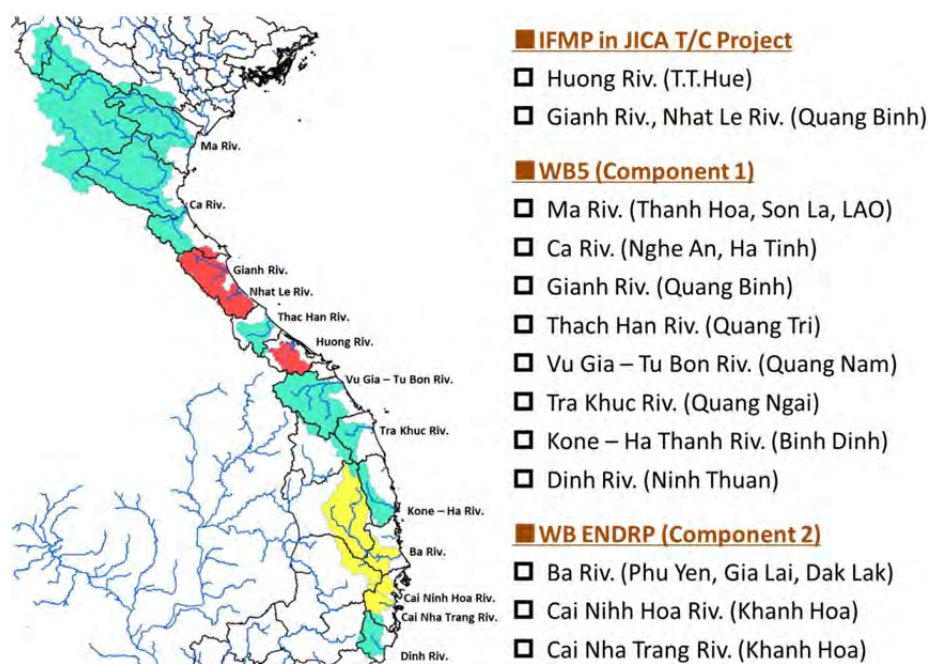 Ma Riv.
Ca Riv.
Gianh Riv.
Nhat Le Riv.
Thac Han Riv.
Huong Riv.
Vu Gia – Tu Bon Riv.
Tra Khuc Riv.
Kone – Ha Riv.
Ba Riv.
Cai Ninh Hoa Riv.
Cai Nha Trang Riv.
Dinh Riv.
IFMP in JICA T/C Project
Huong Riv. (T.T.Hue)
Gianh Riv., Nhat Le Riv. (Quang Binh)
WB5 (Component 1)
Ma Riv. (Thanh Hoa, Son La, LAO)
Ca Riv. (Nghe An, Ha Tinh)
Gianh Riv. (Quang Binh)
Thach Han Riv. (Quang Tri)
Vu Gia – Tu Bon Riv. (Quang Nam)
Tra Khuc Riv. (Quang Ngai)
Kone – Ha Thanh Riv. (Binh Dinh)
Dinh Riv. (Ninh Thuan)
WB ENDRP (Component 2)
Ba Riv. (Phu Yen, Gia Lai, Dak Lak)
Cai Nihh Hoa Riv. (Khanh Hoa)
Cai Nha Trang Riv. (Khanh Hoa)